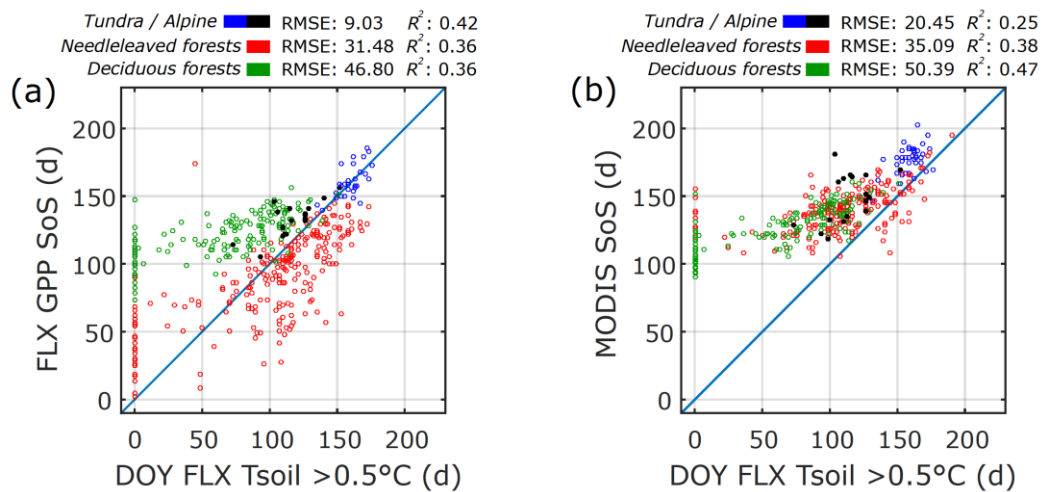 Tundra / Alpine RMSE: 9.03 R²: 0.42
Needleleaved forests RMSE: 31.48 R²: 0.36
Deciduous forests RMSE: 46.80 R²: 0.36
(a)
200
150
100
50
0
FLX GPP SoS (d)
0 50 100 150 200
DOY FLX Tsoil >0.5°C (d)
Tundra / Alpine RMSE: 20.45 R²: 0.25
Needleleaved forests RMSE: 35.09 R²: 0.38
Deciduous forests RMSE: 50.39 R²: 0.47
(b)
200
150
100
50
0
MODIS SoS (d)
0 50 100 150 200
DOY FLX Tsoil >0.5°C (d)